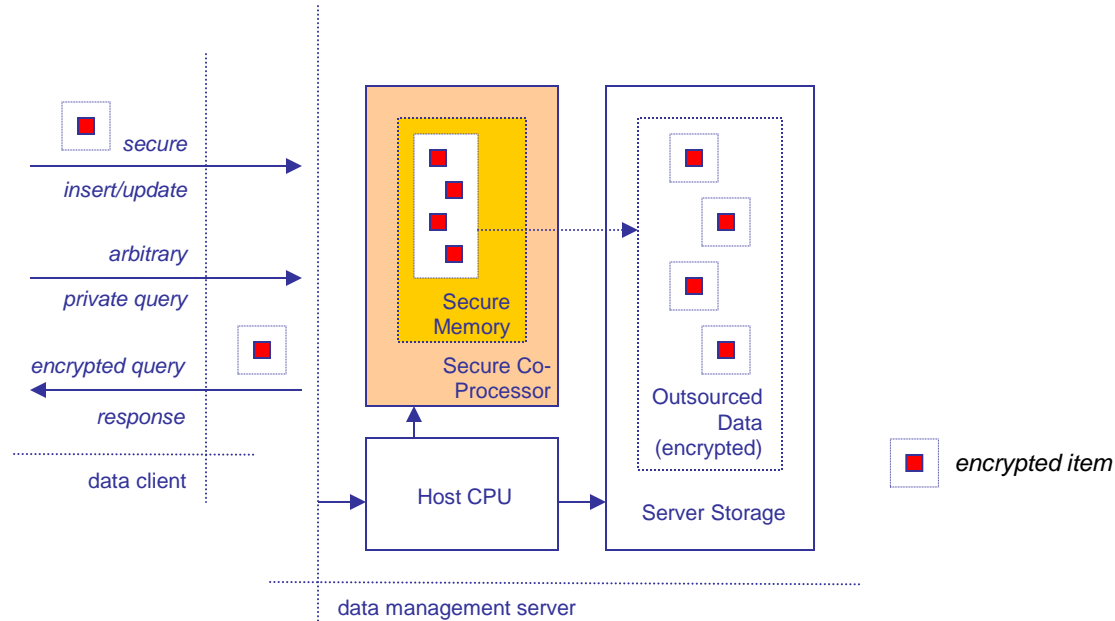 secure
insert/update
arbitrary
private query
encrypted query
response
data client
Secure
Memory
Secure Co-
Processor
Host CPU
Outsourced
Data
(encrypted)
Server Storage
encrypted item
data management server